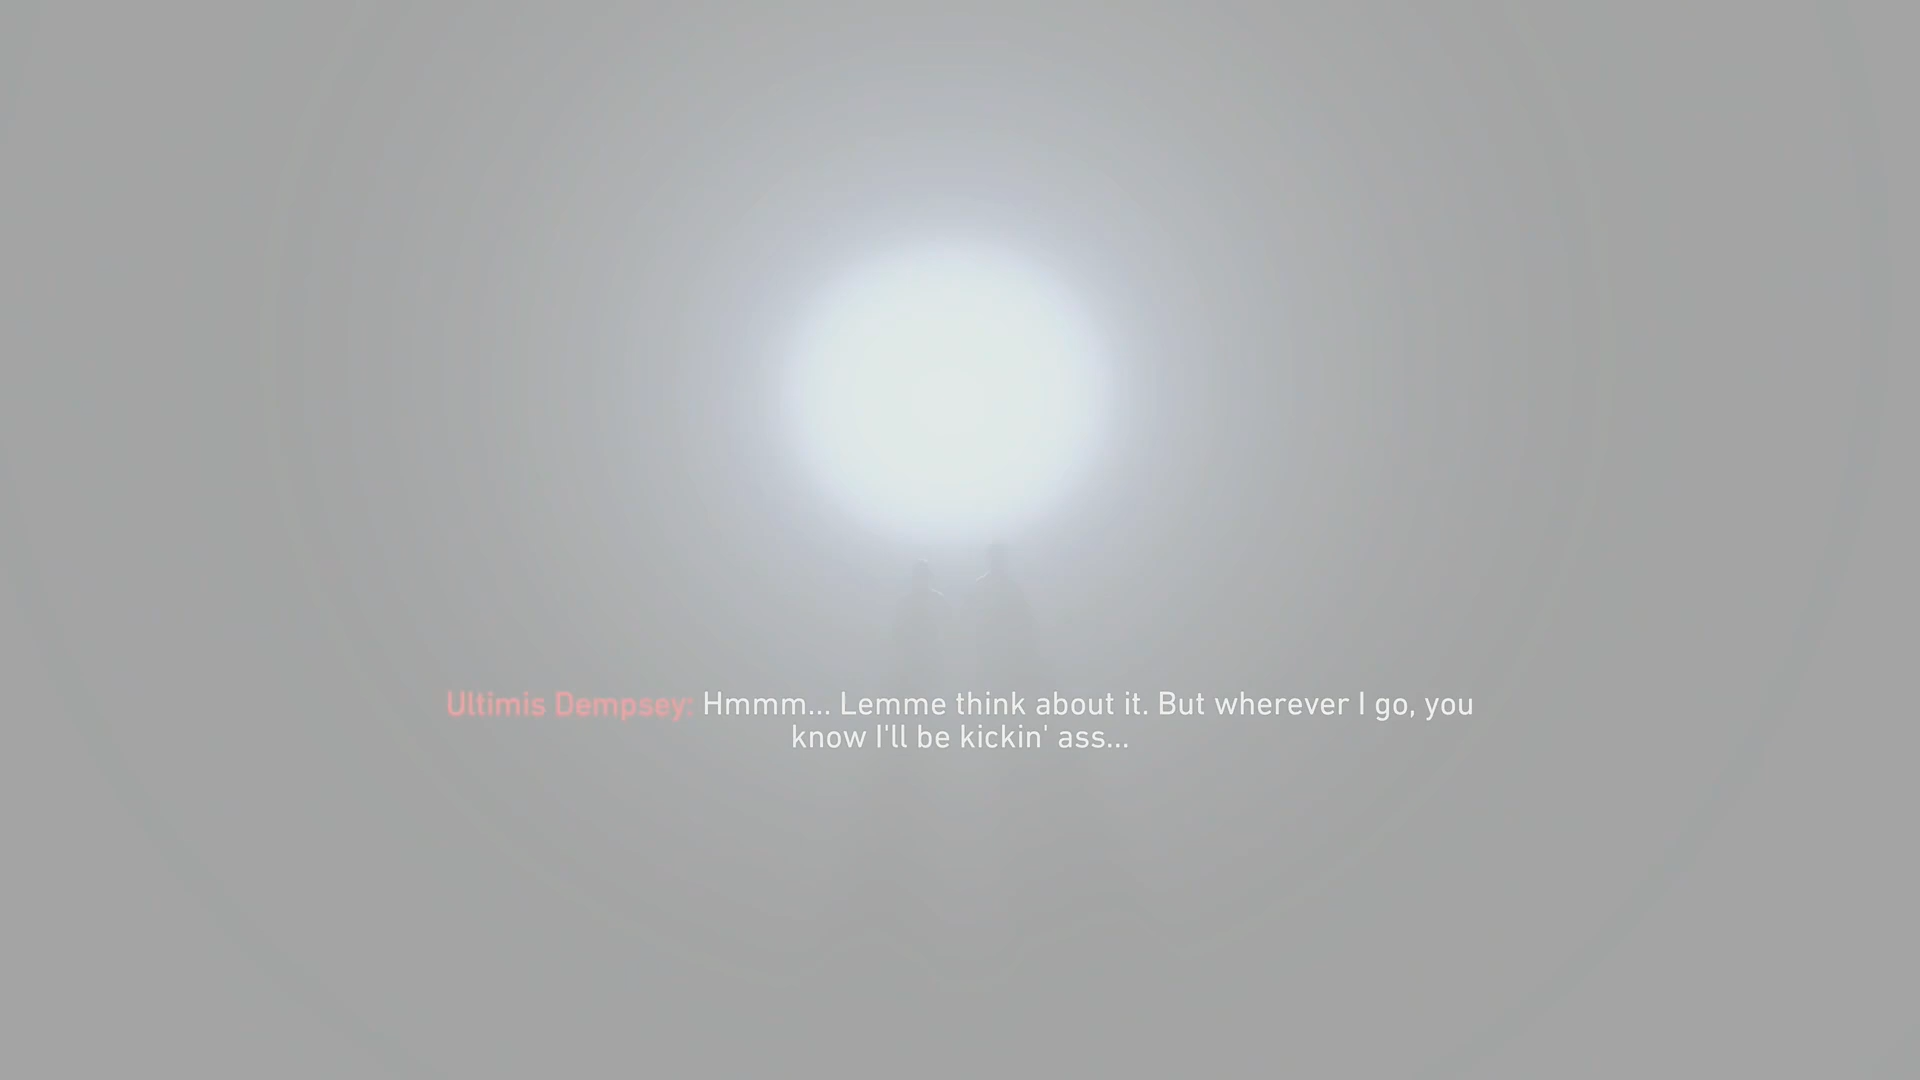 Ultimis Dempsey: Hmmm... Lemme think about it. But wherever I go, you
know I'll be kickin' ass...